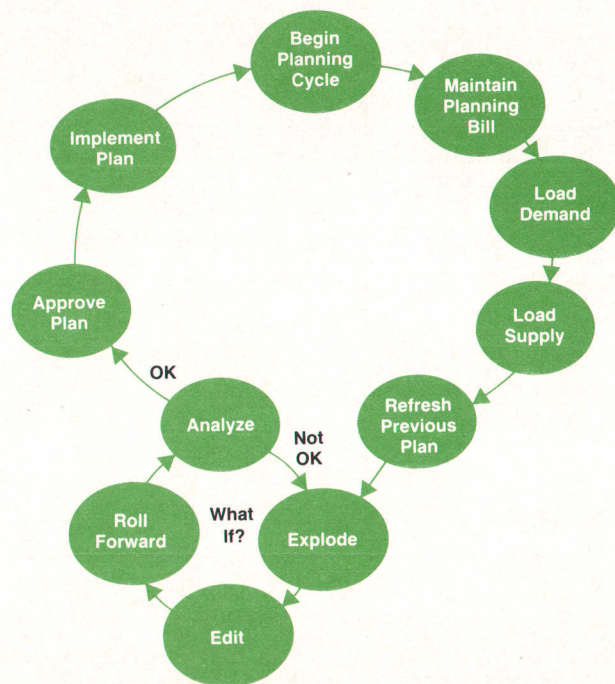 Begin
Planning
Cycle
Maintain
Planning
Bill
Load
Demand
Load
Supply
Refresh
Previous
Plan
Explode
Edit
Roll
Forward
Analyze
Approve
Plan
Implement
Plan
OK
Not
OK
What
If?